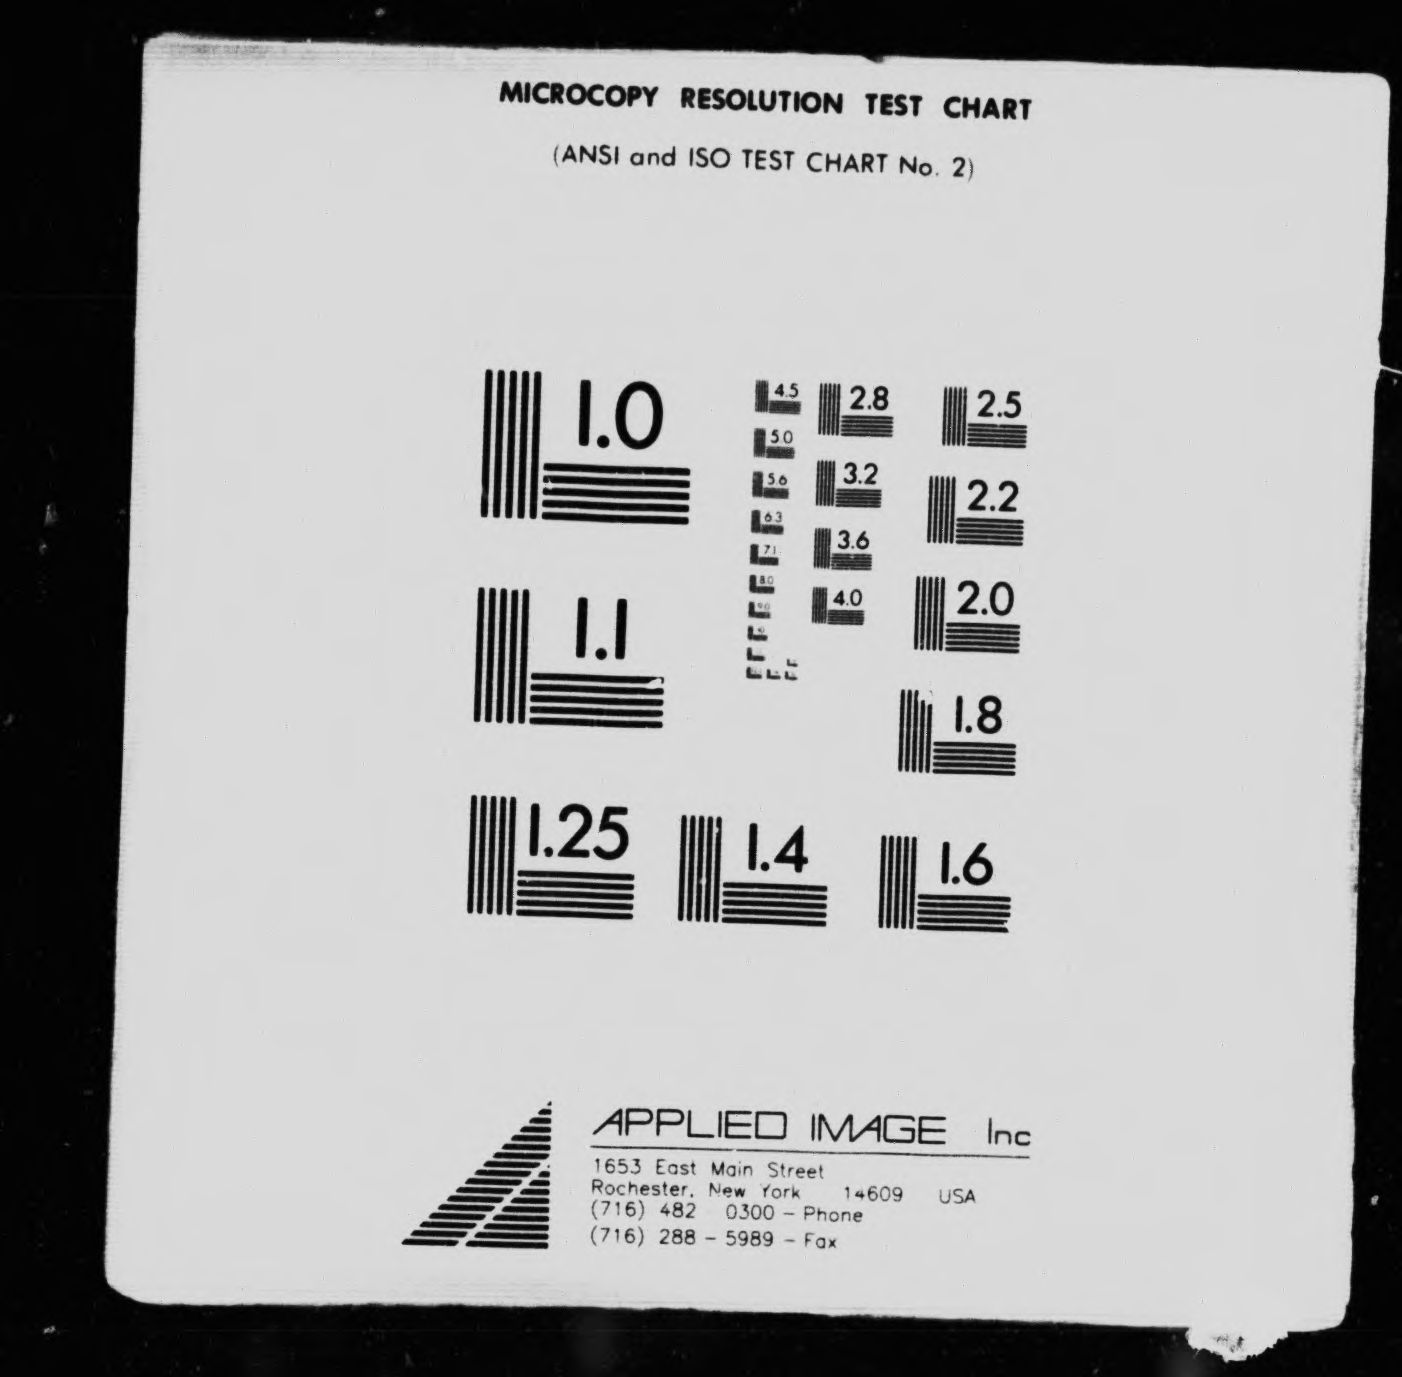 MICROCOPY RESOLUTION TEST CHART
(ANSI and ISO TEST CHART No. 2)
1.0
1.1
1.25
1.4
1.6
1.8
2.0
2.2
2.5
2.8
3.2
3.6
4.0
4.5
5.0
5.6
6.3
7.1
8.0
9.0
APPLIED IMAGE Inc
1653 East Main Street
Rochester, New York 14609 USA
(716) 482 0300 - Phone
(716) 288 - 5989 - Fax